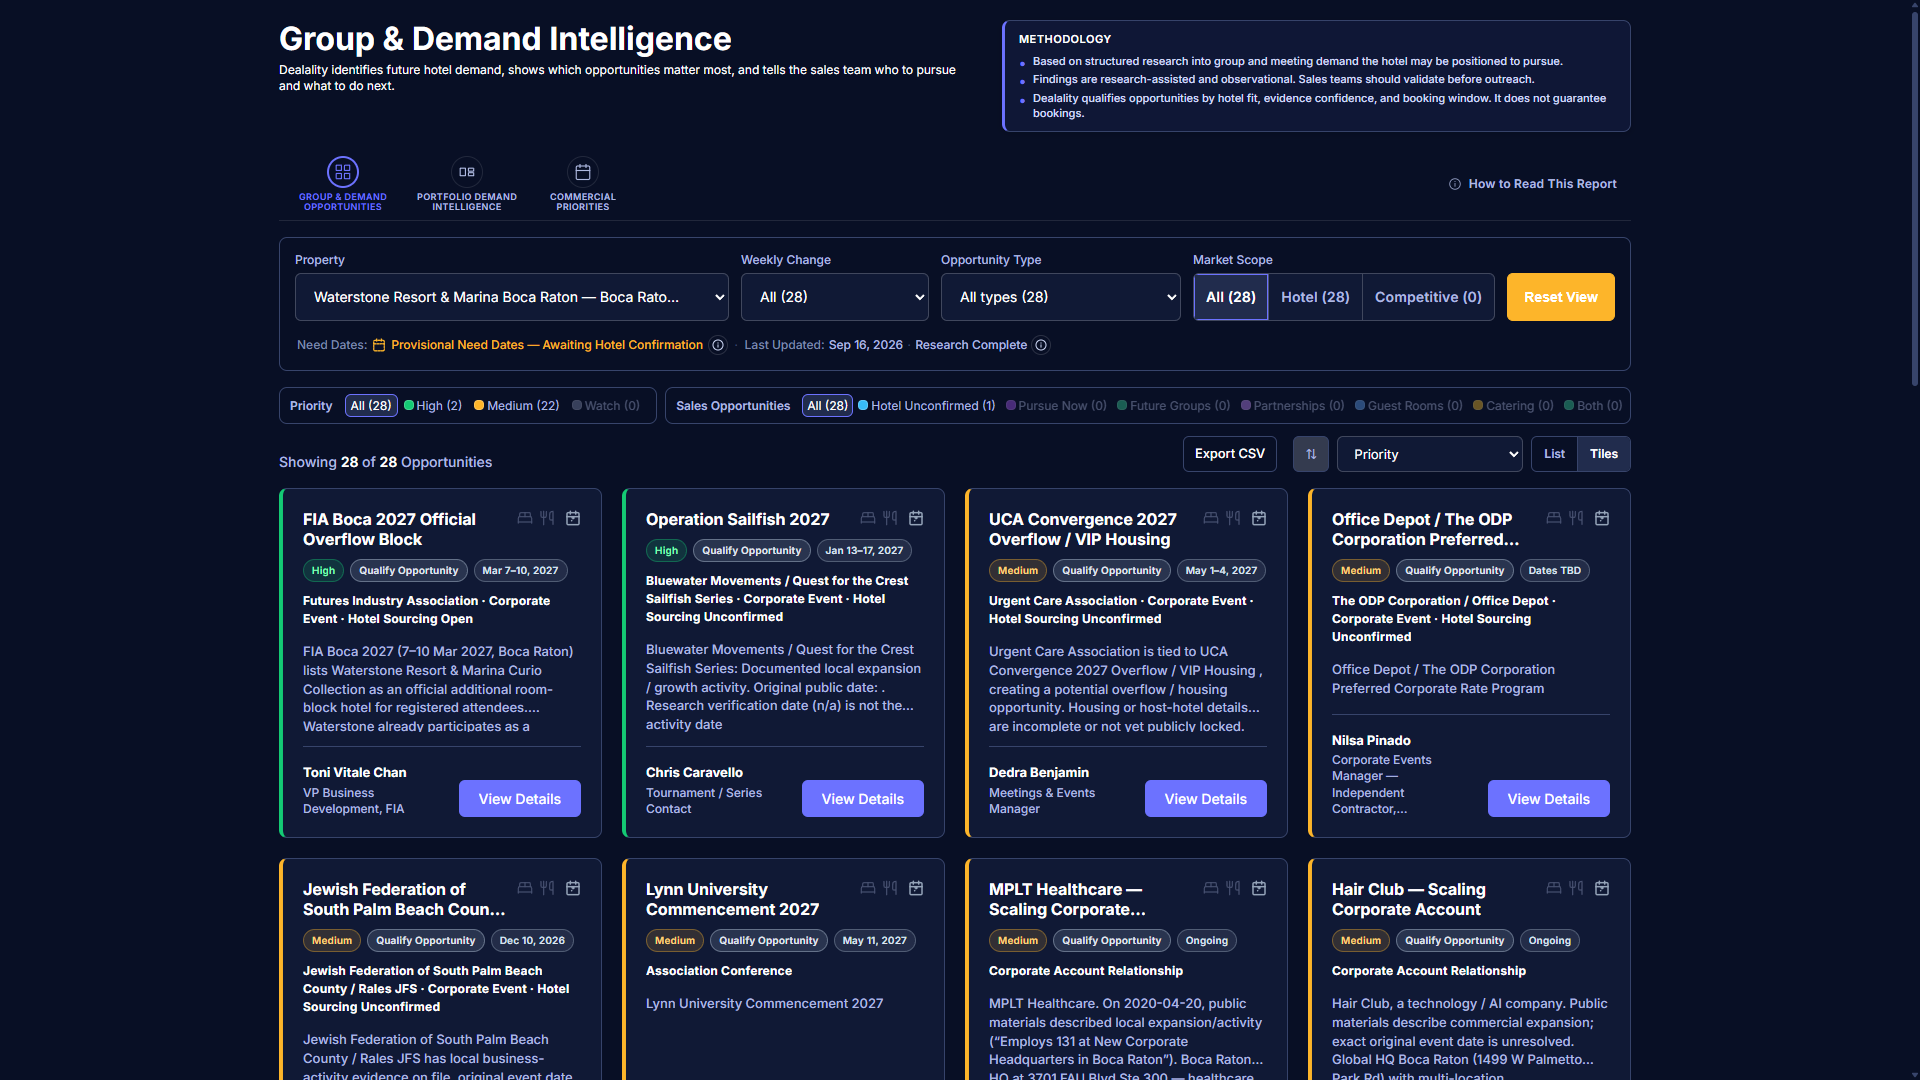 Group & Demand Intelligence
Dealality identifies future hotel demand, shows which opportunities matter most, and tells the sales team who to pursue
and what to do next.
METHODOLOGY
Based on structured research into group and meeting demand the hotel may be positioned to pursue.
Findings are research-assisted and observational. Sales teams should validate before outreach.
Dealality qualifies opportunities by hotel fit, evidence confidence, and booking window. It does not guarantee
bookings.
GROUP & DEMAND
OPPORTUNITIES
PORTFOLIO DEMAND
INTELLIGENCE
COMMERCIAL
PRIORITIES
How to Read This Report
Property
Weekly Change
Opportunity Type
Market Scope
Waterstone Resort & Marina Boca Raton — Boca Rato...
All (28)
All types (28)
All (28)
Hotel (28)
Competitive (0)
Reset View
Need Dates: Provisional Need Dates — Awaiting Hotel Confirmation · Last Updated: Sep 16, 2026 · Research Complete
Priority All (28) High (2) Medium (22) Watch (0)
Sales Opportunities All (28) Hotel Unconfirmed (1) Pursue Now (0) Future Groups (0) Partnerships (0) Guest Rooms (0) Catering (0) Both (0)
Showing 28 of 28 Opportunities
Export CSV
Priority
List
Tiles
FIA Boca 2027 Official
Overflow Block
High
Qualify Opportunity
Mar 7–10, 2027
Futures Industry Association · Corporate
Event · Hotel Sourcing Open
FIA Boca 2027 (7–10 Mar 2027, Boca Raton)
lists Waterstone Resort & Marina Curio
Collection as an official additional room-
block hotel for registered attendees....
Waterstone already participates as a
Toni Vitale Chan
VP Business
Development, FIA
View Details
Operation Sailfish 2027
High
Qualify Opportunity
Jan 13–17, 2027
Bluewater Movements / Quest for the Crest
Sailfish Series · Corporate Event · Hotel
Sourcing Unconfirmed
Bluewater Movements / Quest for the Crest
Sailfish Series: Documented local expansion
/ growth activity. Original public date: .
Research verification date (n/a) is not the...
activity date
Chris Caravello
Tournament / Series
Contact
View Details
UCA Convergence 2027
Overflow / VIP Housing
Medium
Qualify Opportunity
May 1–4, 2027
Urgent Care Association · Corporate Event ·
Hotel Sourcing Unconfirmed
Urgent Care Association is tied to UCA
Convergence 2027 Overflow / VIP Housing ,
creating a potential overflow / housing
opportunity. Housing or host-hotel details...
are incomplete or not yet publicly locked.
Dedra Benjamin
Meetings & Events
Manager
View Details
Office Depot / The ODP
Corporation Preferred...
Medium
Qualify Opportunity
Dates TBD
The ODP Corporation / Office Depot ·
Corporate Event · Hotel Sourcing
Unconfirmed
Office Depot / The ODP Corporation
Preferred Corporate Rate Program
Nilsa Pinado
Corporate Events
Manager —
Independent
Contractor,...
View Details
Jewish Federation of
South Palm Beach Coun...
Medium
Qualify Opportunity
Dec 10, 2026
Jewish Federation of South Palm Beach
County / Rales JFS · Corporate Event · Hotel
Sourcing Unconfirmed
Jewish Federation of South Palm Beach
County / Rales JFS has local business-
activity evidence on file, original event date
Lynn University
Commencement 2027
Medium
Qualify Opportunity
May 11, 2027
Association Conference
Lynn University Commencement 2027
MPLT Healthcare —
Scaling Corporate...
Medium
Qualify Opportunity
Ongoing
Corporate Account Relationship
MPLT Healthcare. On 2020-04-20, public
materials described local expansion/activity
(“Employs 131 at New Corporate
Headquarters in Boca Raton”). Boca Raton...
HQ at 3701 FAU Blvd Ste 300 — healthcare
Hair Club — Scaling
Corporate Account
Medium
Qualify Opportunity
Ongoing
Corporate Account Relationship
Hair Club, a technology / AI company. Public
materials describe commercial expansion;
exact original event date is unresolved.
Global HQ Boca Raton (1499 W Palmetto...
Park Rd) with multi-location